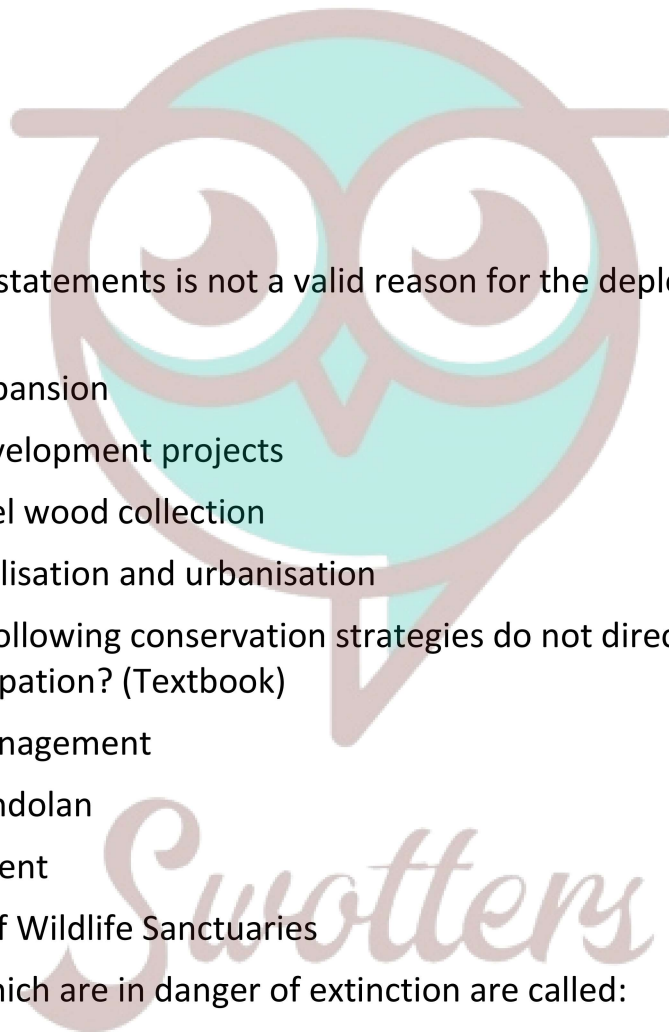 statements is not a valid reason for the deple
pansion
velopment projects
el wood collection
lisation and urbanisation
ollowing conservation strategies do not direc
pation? (Textbook)
nagement
ndolan
ent
f Wildlife Sanctuaries
Swotters
hich are in danger of extinction are called: